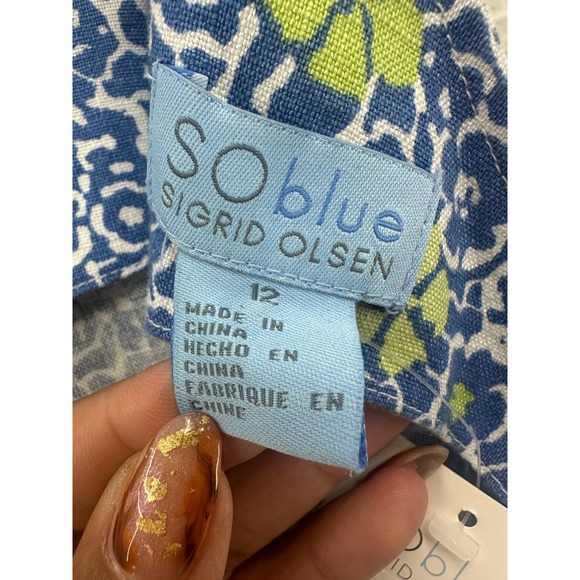 SO blue
SIGRID OLSEN
12
MADE IN
CHINA
HECHO EN
CHINA
FABRIQUE EN
CHINE